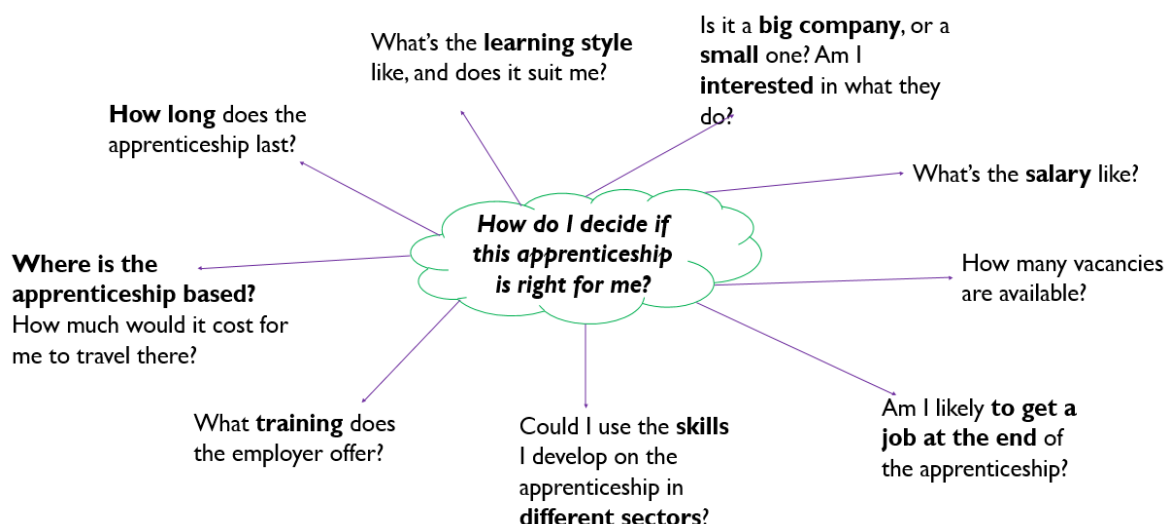 What's the learning style
like, and does it suit me?
Is it a big company, or a
small one? Am I
interested in what they
do?
How long does the
apprenticeship last?
What's the salary like?
How do I decide if
this apprenticeship
is right for me?
Where is the
apprenticeship based?
How much would it cost for
me to travel there?
How many vacancies
are available?
What training does
the employer offer?
Could I use the skills
I develop on the
apprenticeship in
different sectors?
Am I likely to get a
job at the end of
the apprenticeship?